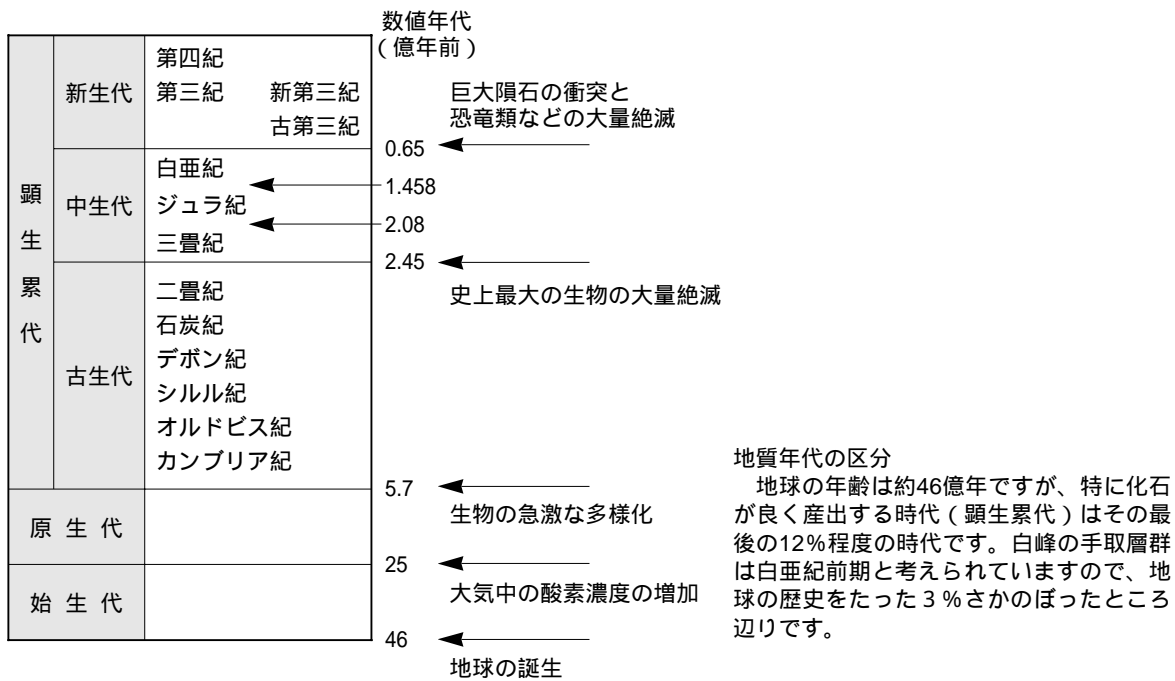 数値年代
（億年前）
顕生累代
新生代
第四紀
第三紀 新第三紀
古第三紀
巨大隕石の衝突と
恐竜類などの大量絶滅
0.65
中生代
白亜紀
1.458
ジュラ紀
2.08
三畳紀
2.45
史上最大の生物の大量絶滅
古生代
二畳紀
石炭紀
デボン紀
シルル紀
オルドビス紀
カンブリア紀
5.7
生物の急激な多様化
原生代
25
大気中の酸素濃度の増加
始生代
46
地球の誕生
地質年代の区分
　地球の年齢は約46億年ですが、特に化石
が良く産出する時代（顕生累代）はその最
後の12％程度の時代です。白峰の手取層群
は白亜紀前期と考えられていますので、地
球の歴史をたった３％さかのぼったところ
辺りです。